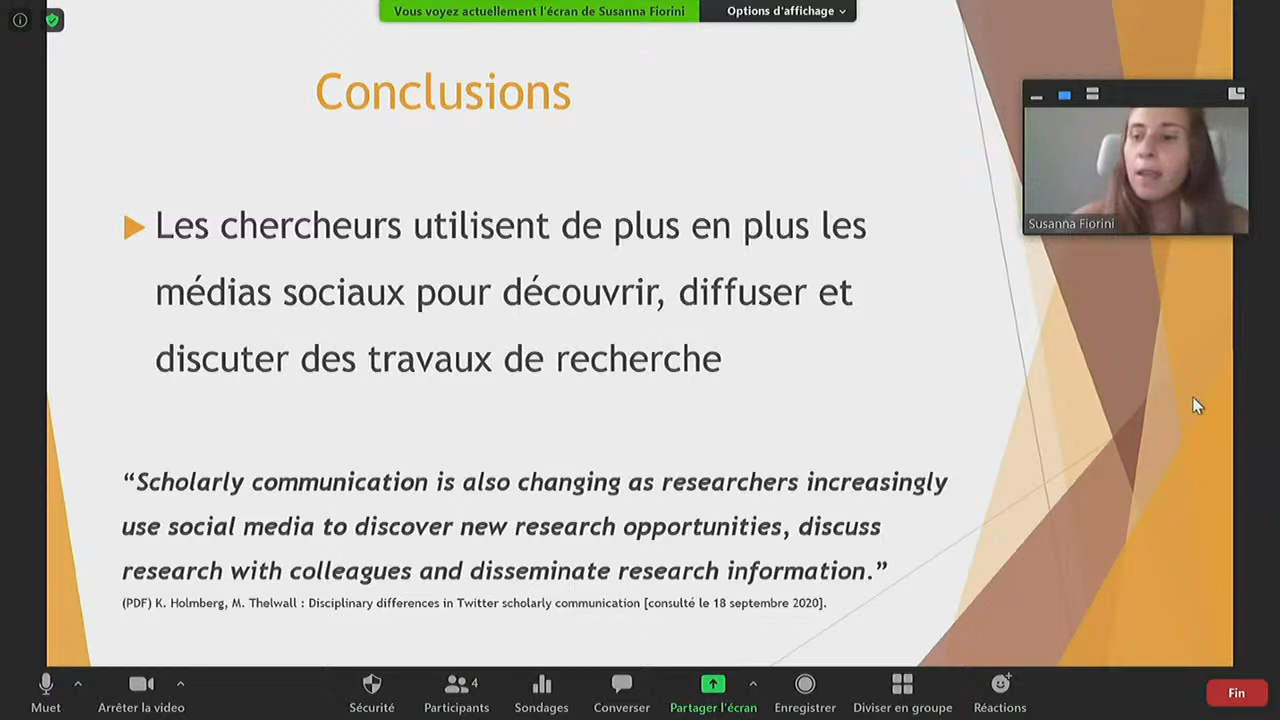 Vous voyez actuellement l'écran de Susanna Fiorini
Options d'affichage
Conclusions
Les chercheurs utilisent de plus en plus les
médias sociaux pour découvrir, diffuser et
discuter des travaux de recherche
Susanna Fiorini
“Scholarly communication is also changing as researchers increasingly
use social media to discover new research opportunities, discuss
research with colleagues and disseminate research information.”
(PDF) K. Holmberg, M. Thelwall : Disciplinary differences in Twitter scholarly communication [consulté le 18 septembre 2020].
4
Muet
Arrêter la video
Sécurité
Participants
Sondages
Converser
Partager l'écran
Enregistrer
Diviser en groupe
Réactions
Fin